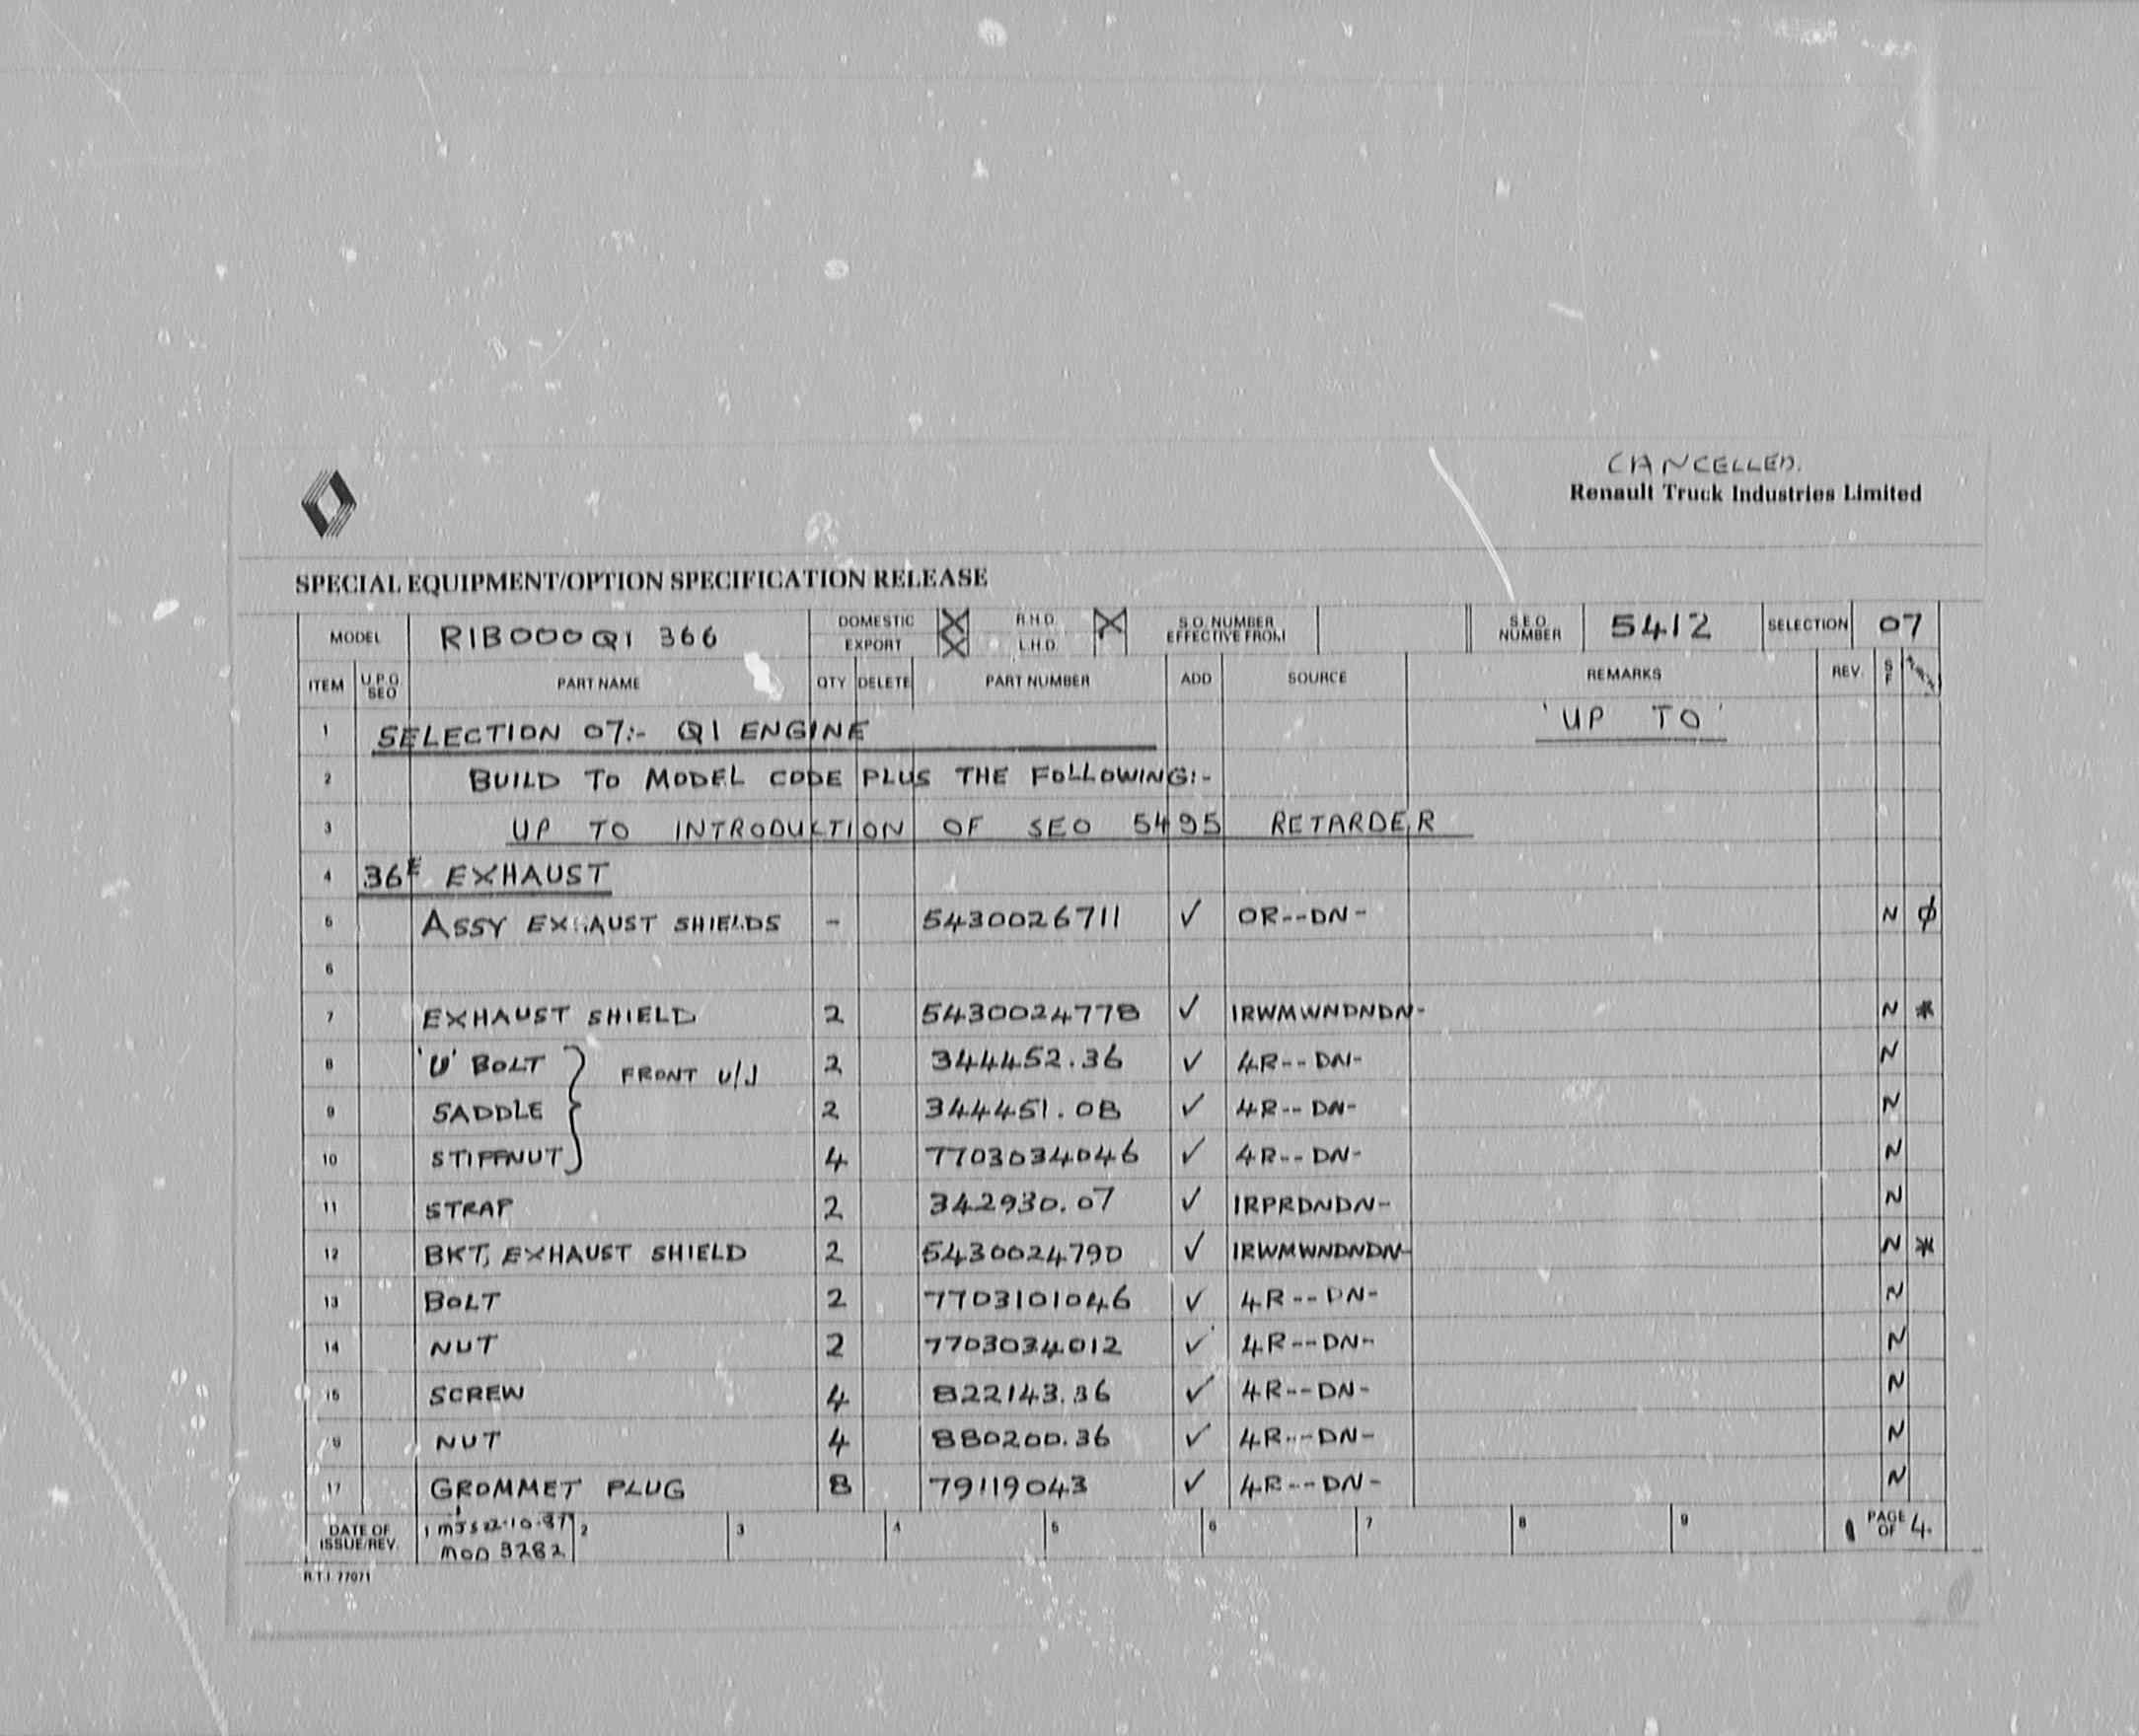 CANCELLED.
Renault Truck Industries Limited
SPECIAL EQUIPMENT/OPTION SPECIFICATION RELEASE
MODEL RIB000Q1 366 DOMESTIC EXPORT R.H.D. L.H.D. S.O. NUMBER EFFECTIVE FROM S.E.O. NUMBER 5412 SELECTION 07
ITEM U.P.G. SEO PART NAME QTY DELETE PART NUMBER ADD SOURCE REMARKS REV. S F
1 SELECTION 07:- Q1 ENGINE 'UP TO'
2 BUILD TO MODEL CODE PLUS THE FOLLOWING:-
3 UP TO INTRODUCTION OF SEO 5495 RETARDER
4 36E EXHAUST
5 ASSY EXHAUST SHIELDS - 5430026711 ✓ OR--DN- N ϕ
6
7 EXHAUST SHIELD 2 5430024778 ✓ IRWMWNDNDN- N *
8 'U' BOLT } FRONT U/J 2 344452.36 ✓ 4R--DN- N
9 SADDLE 2 344451.08 ✓ 4R--DN- N
10 STIFFNUT 4 7703034046 ✓ 4R--DN- N
11 STRAP 2 342930.07 ✓ IRPRDNDN- N
12 BKT, EXHAUST SHIELD 2 5430024790 ✓ IRWMWNDNDN- N *
13 BOLT 2 7703101046 ✓ 4R--DN- N
14 NUT 2 7703034012 ✓ 4R--DN- N
15 SCREW 4 822143.36 ✓ 4R--DN- N
NUT 4 880200.36 ✓ 4R--DN- N
17 GROMMET PLUG 8 79119043 ✓ 4R--DN- N
DATE OF ISSUE/REV. 1 MJS 2·10·87 2 3 4 5 6 7 8 9 1 PAGE OF 4.
MOD 3282
R.T.I. 77071